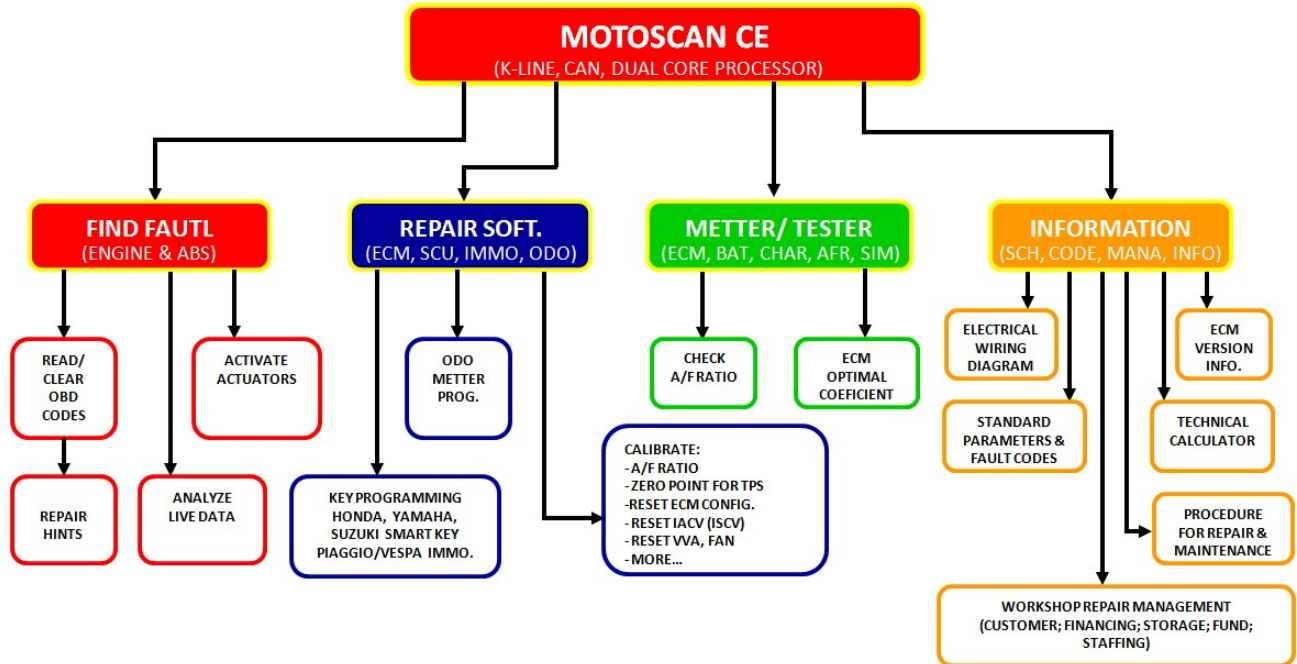 MOTOSCAN CE
(K-LINE, CAN, DUAL CORE PROCESSOR)
FIND FAUTL
(ENGINE & ABS)
REPAIR SOFT.
(ECM, SCU, IMMO, ODO)
METTER/ TESTER
(ECM, BAT, CHAR, AFR, SIM)
INFORMATION
(SCH, CODE, MANA, INFO)
READ/
CLEAR
OBD
CODES
ACTIVATE
ACTUATORS
REPAIR
HINTS
ANALYZE
LIVE DATA
ODO
METTER
PROG.
KEY PROGRAMMING
HONDA, YAMAHA,
SUZUKI SMART KEY
PIAGGIO/VESPA IMMO.
CALIBRATE:
- A/F RATIO
- ZERO POINT FOR TPS
-RESET ECM CONFIG.
- RESET IACV (ISCV)
- RESET VVA, FAN
- MORE...
CHECK
A/F RATIO
ECM
OPTIMAL
COEFICIENT
ELECTRICAL
WIRING
DIAGRAM
ECM
VERSION
INFO.
STANDARD
PARAMETERS &
FAULT CODES
TECHNICAL
CALCULATOR
PROCEDURE
FOR REPAIR &
MAINTENANCE
WORKSHOP REPAIR MANAGEMENT
(CUSTOMER; FINANCING; STORAGE; FUND;
STAFFING)